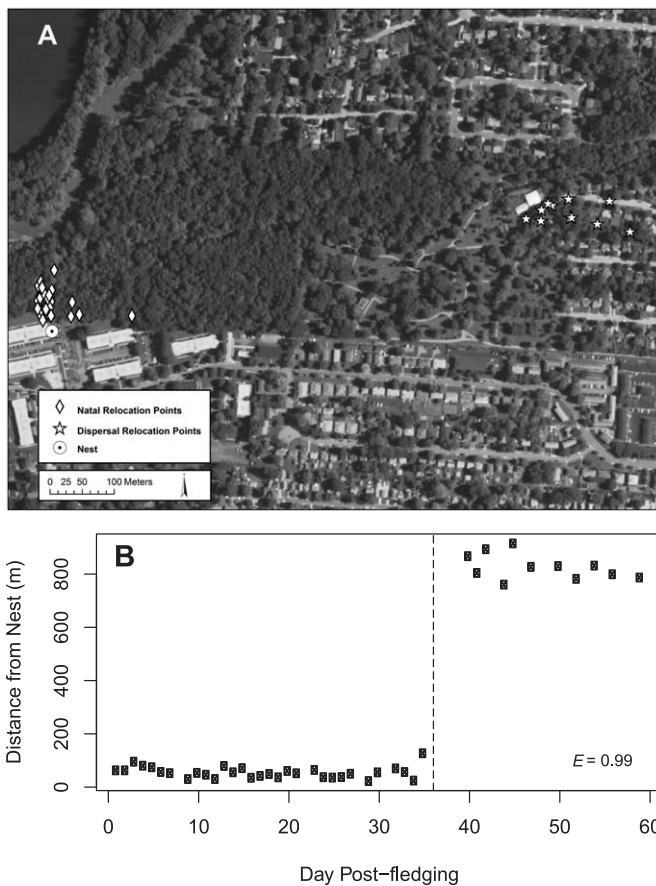 A
Natal Relocation Points
Dispersal Relocation Points
Nest
0 25 50 100 Meters
B
Distance from Nest (m)
800
600
400
200
0
E = 0.99
0 10 20 30 40 50 60
Day Post−fledging